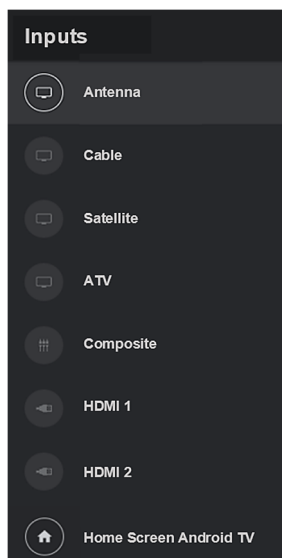 Inputs
Antenna
Cable
Satellite
ATV
Composite
HDMI 1
HDMI 2
Home Screen Android TV